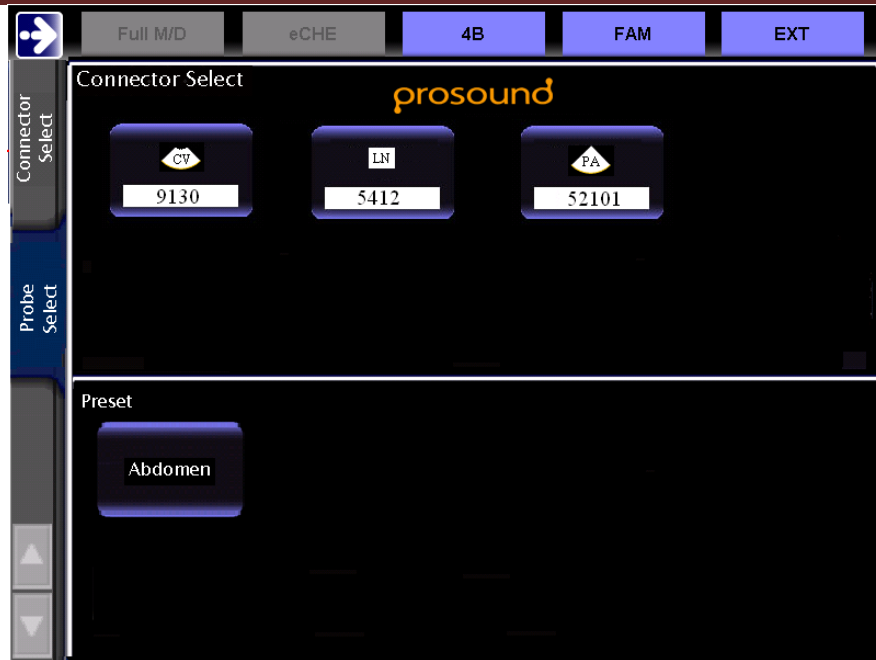 Full M/D
eCHE
4B
FAM
EXT
Connector
Select
Probe
Select
Connector Select
prosound
CV
9130
LN
5412
PA
52101
Preset
Abdomen